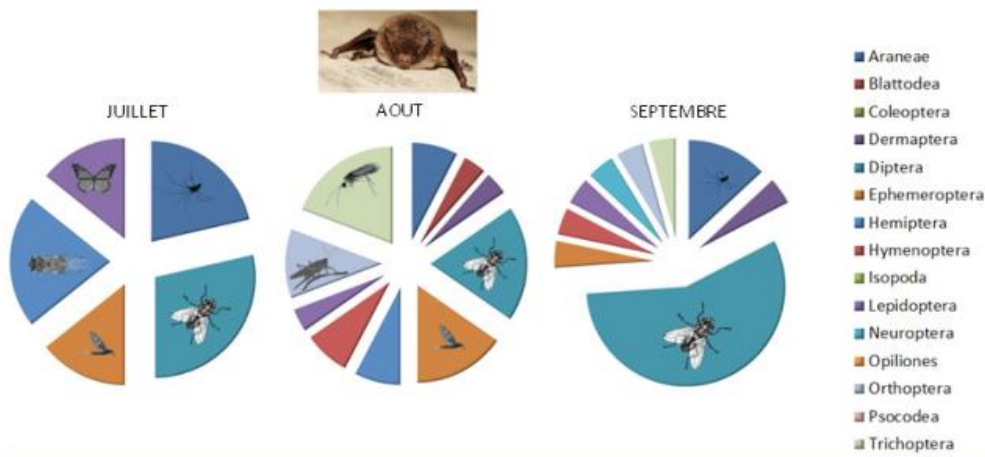 JUILLET
AOUT
SEPTEMBRE
Araneae
Blattodea
Coleoptera
Dermaptera
Diptera
Ephemeroptera
Hemiptera
Hymenoptera
Isopoda
Lepidoptera
Neuroptera
Opiliones
Orthoptera
Psocodea
Trichoptera